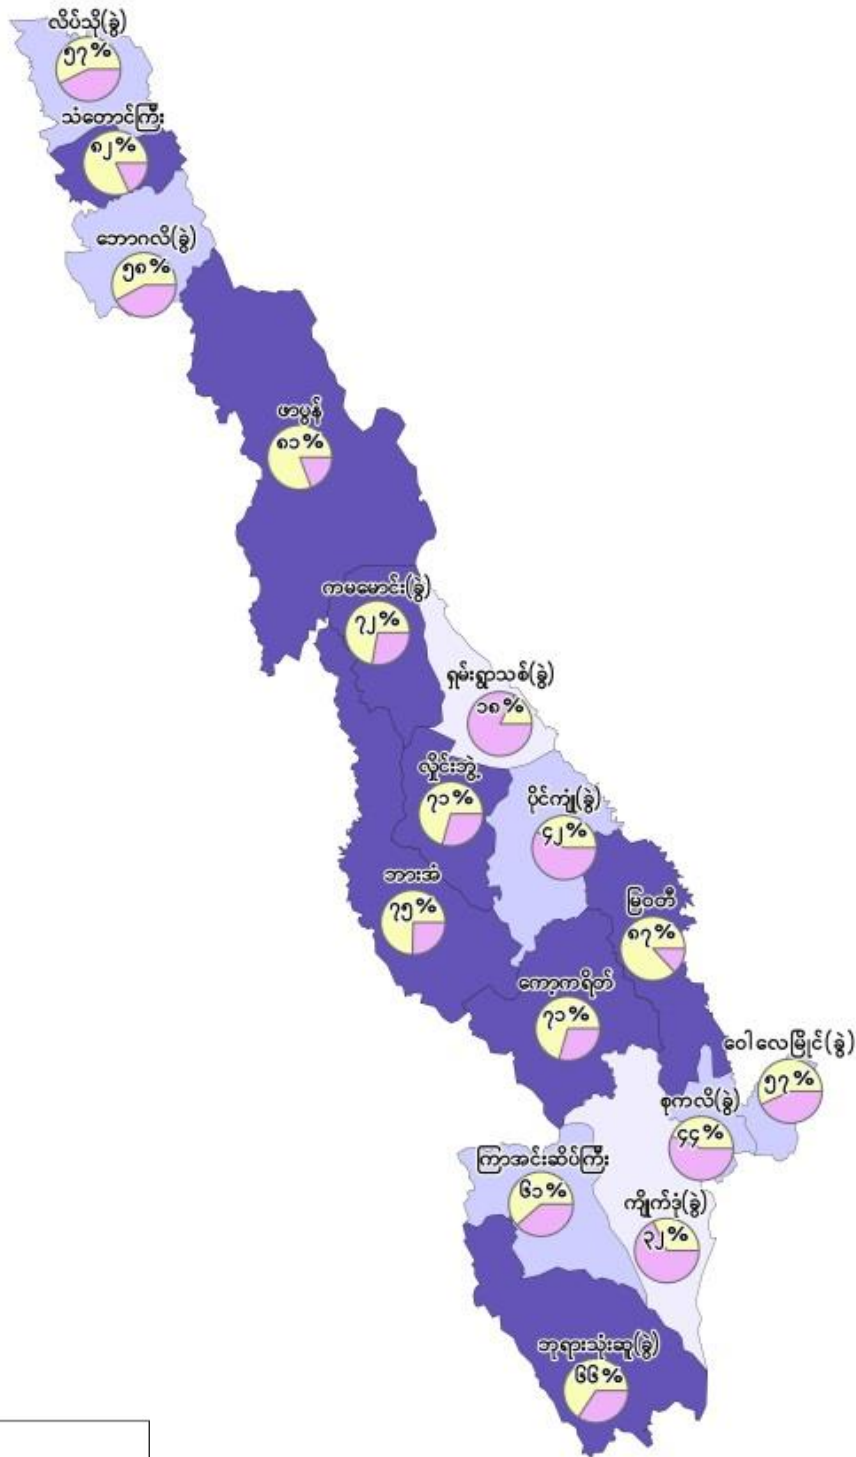 လိပ်သို(ခွဲ)
၅၇%
သံတောင်ကြီး
၈၂%
ဘောဂလိ(ခွဲ)
၅၈%
ဖာပွန်
၈၁%
ကမမောင်း(ခွဲ)
၇၂%
ရှမ်းရွာသစ်(ခွဲ)
၁၈%
လှိုင်းဘွဲ့
၇၁%
ပိုင်ကျုံ(ခွဲ)
၄၂%
ဘားအံ
၇၅%
မြဝတီ
၈၇%
ကော့ကရိတ်
၇၁%
ဝေါလေမြိုင်(ခွဲ)
၅၇%
စုကလိ(ခွဲ)
၄၄%
ကြာအင်းဆိပ်ကြီး
၆၁%
ကျိုက်ဒုံ(ခွဲ)
၃၂%
ဘုရားသုံးဆူ(ခွဲ)
၆၆%